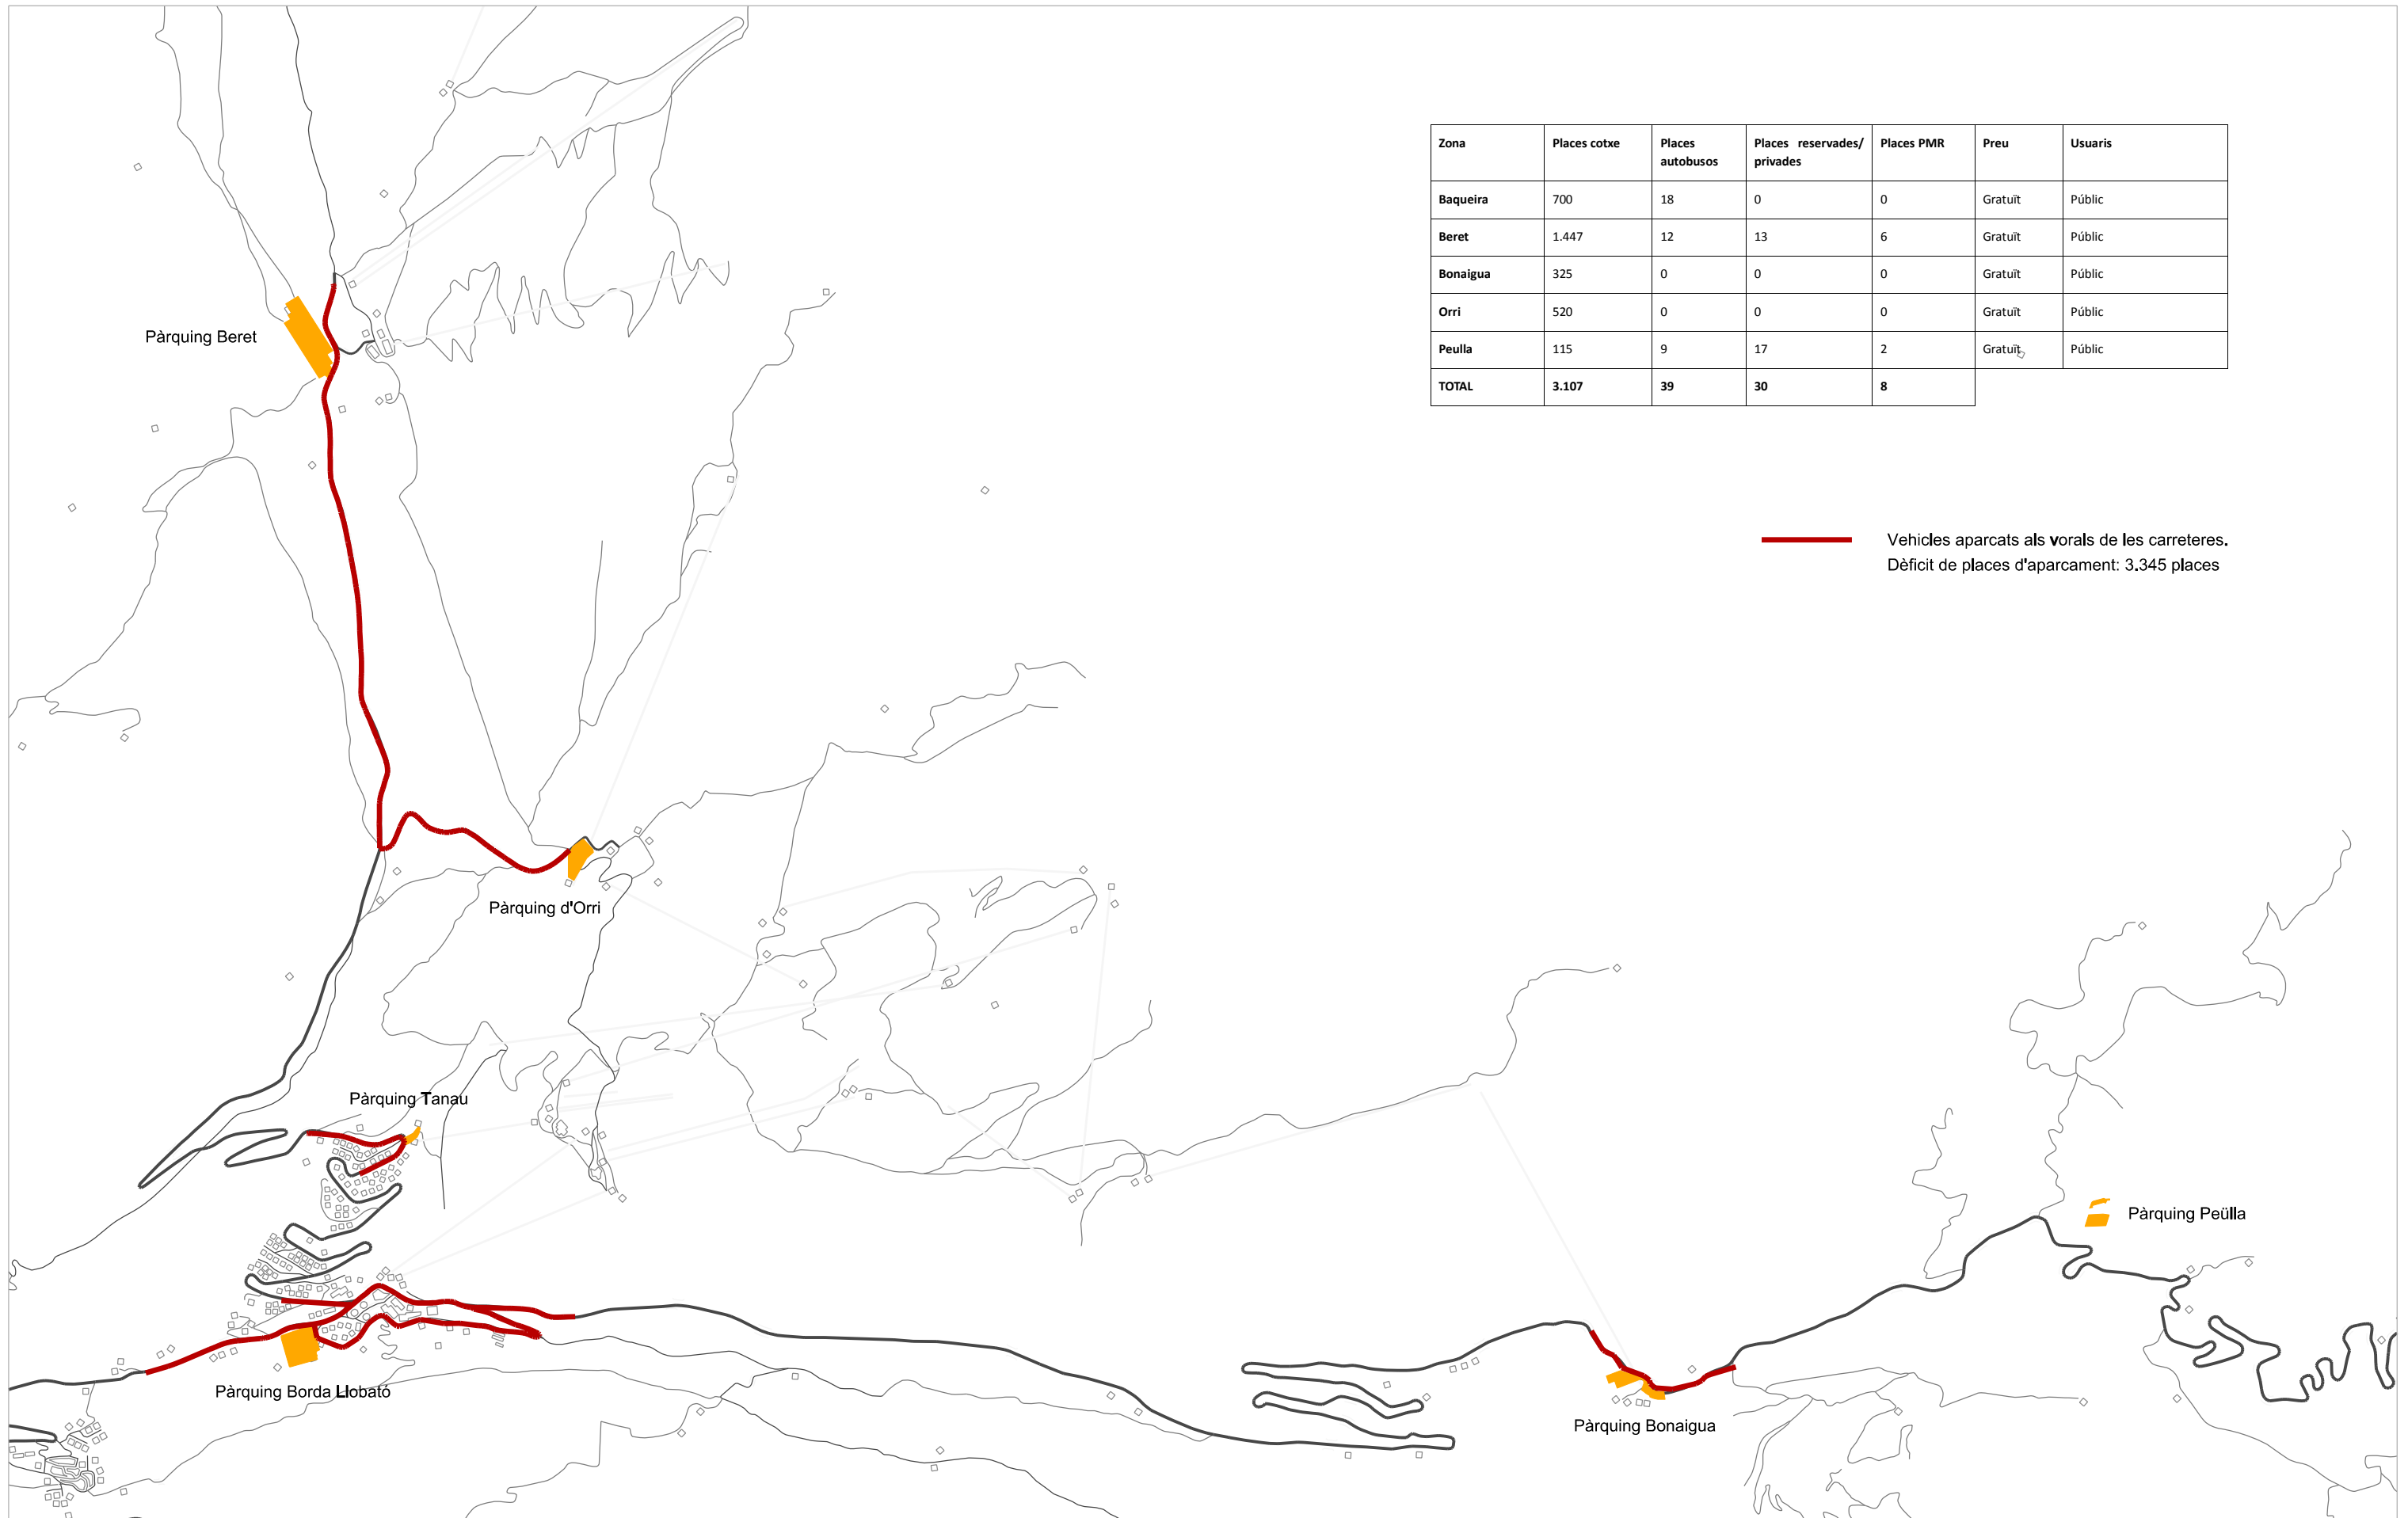 Zona Places cotxe Places autobusos Places reservades/ privades Places PMR Preu Usuaris
Baqueira 700 18 0 0 Gratuït Públic
Beret 1.447 12 13 6 Gratuït Públic
Bonaigua 325 0 0 0 Gratuït Públic
Orri 520 0 0 0 Gratuït Públic
Peulla 115 9 17 2 Gratuït Públic
TOTAL 3.107 39 30 8
Pàrquing Beret
Vehicles aparcats als vorals de les carreteres.
Dèficit de places d'aparcament: 3.345 places
Pàrquing d'Orri
Pàrquing Tanau
Pàrquing Peülla
Pàrquing Borda Llobató
Pàrquing Bonaigua